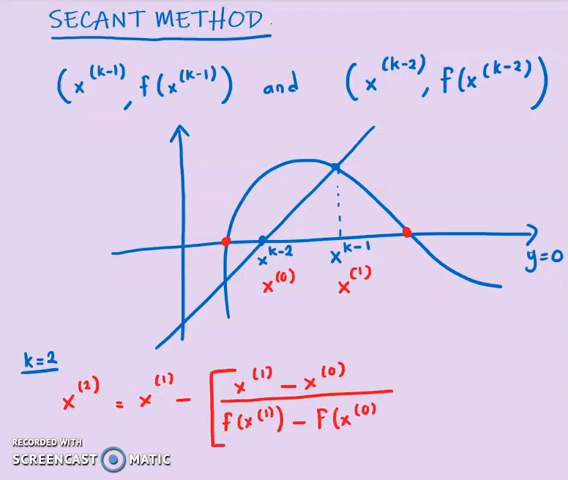 SECANT METHOD
(x^(k-1), f(x^(k-1)) and (x^(k-2), f(x^(k-2))
x^k-2 x^k-1 y=0
x^(0) x^(1)
k=2
x^(2) = x^(1) - [ x^(1) - x^(0)
f(x^(1)) - F(x^(0)
RECORDED WITH
SCREENCAST MATIC